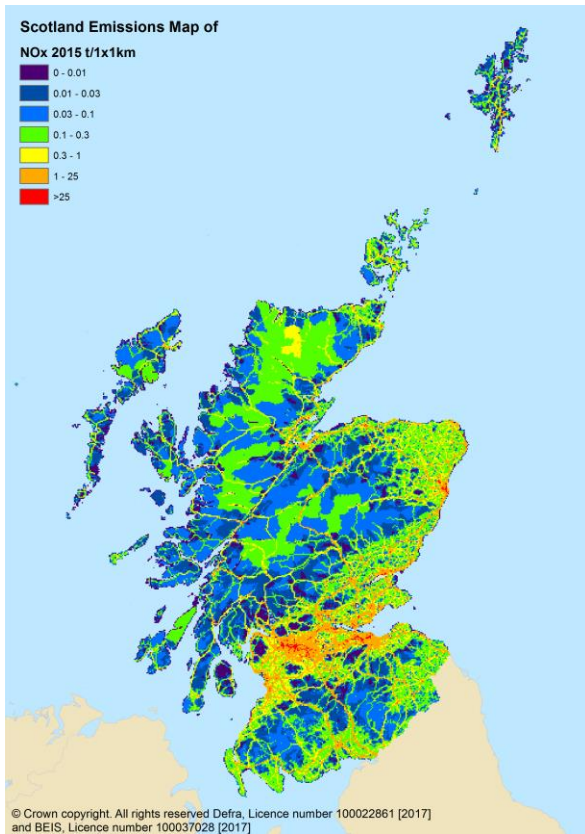 Scotland Emissions Map of
NOx 2015 t/1x1km
0 - 0.01
0.01 - 0.03
0.03 - 0.1
0.1 - 0.3
0.3 - 1
1 - 25
>25
© Crown copyright. All rights reserved Defra, Licence number 100022861 [2017]
and BEIS, Licence number 100037028 [2017]